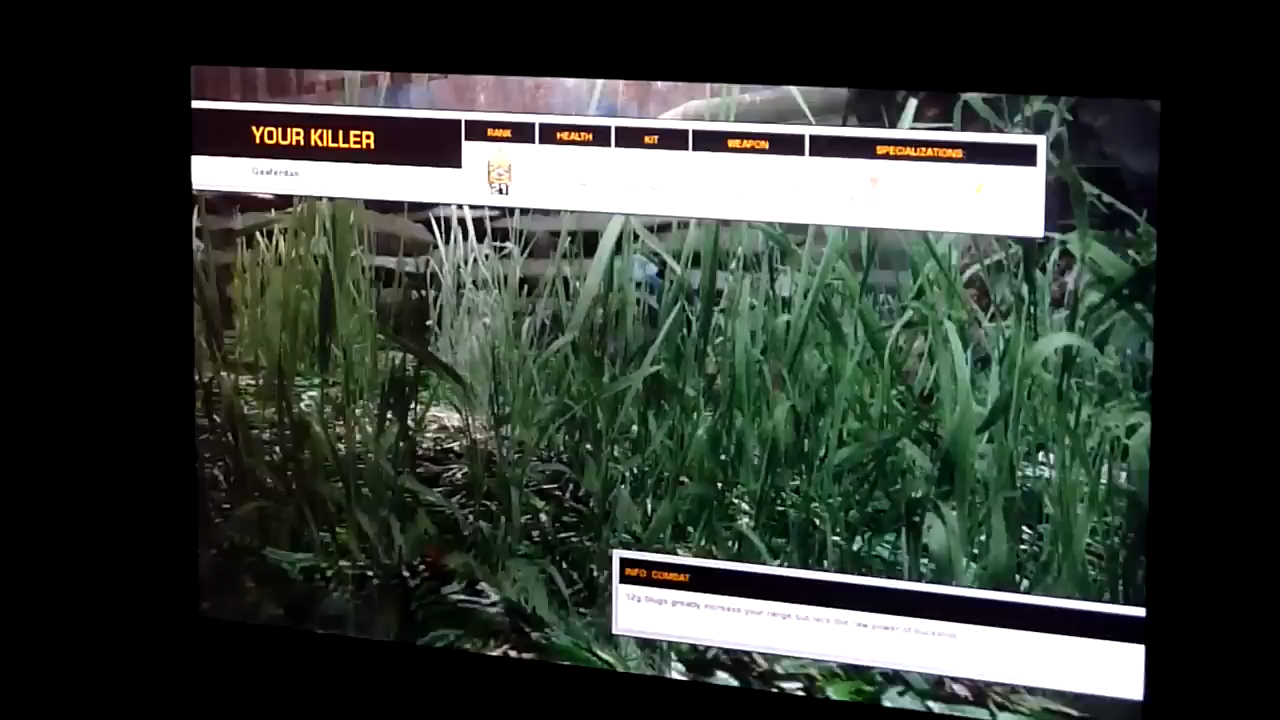 YOUR KILLER
RANK HEALTH KIT WEAPON SPECIALIZATIONS:
21
INFO COMBAT
12g Slugs greatly increase your range but lack the raw power of buckshot.